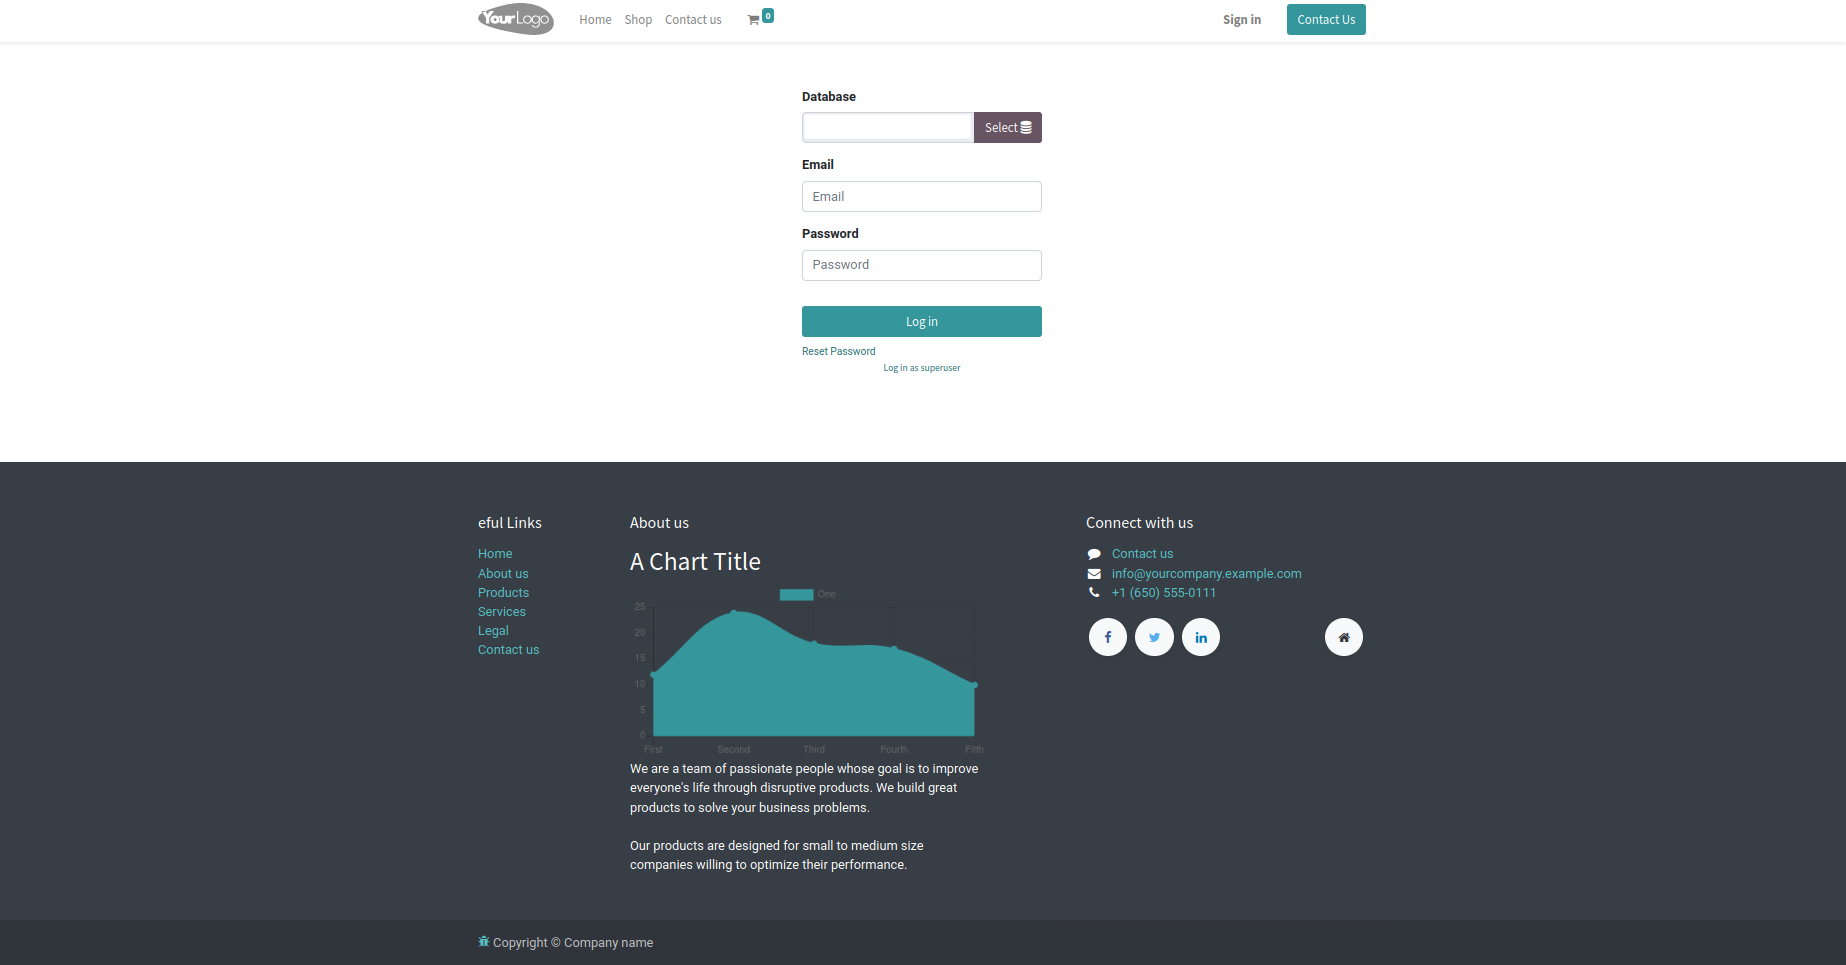 YourLogo Home Shop Contact us 0 Sign in Contact Us
Database
Select
Email
Email
Password
Password
Log in
Reset Password
Log in as superuser
eful Links
Home
About us
Products
Services
Legal
Contact us
About us
A Chart Title
One
25
20
15
10
5
0
First Second Third Fourth Fifth
We are a team of passionate people whose goal is to improve
everyone's life through disruptive products. We build great
products to solve your business problems.
Our products are designed for small to medium size
companies willing to optimize their performance.
Connect with us
Contact us
info@yourcompany.example.com
+1 (650) 555-0111
Copyright © Company name